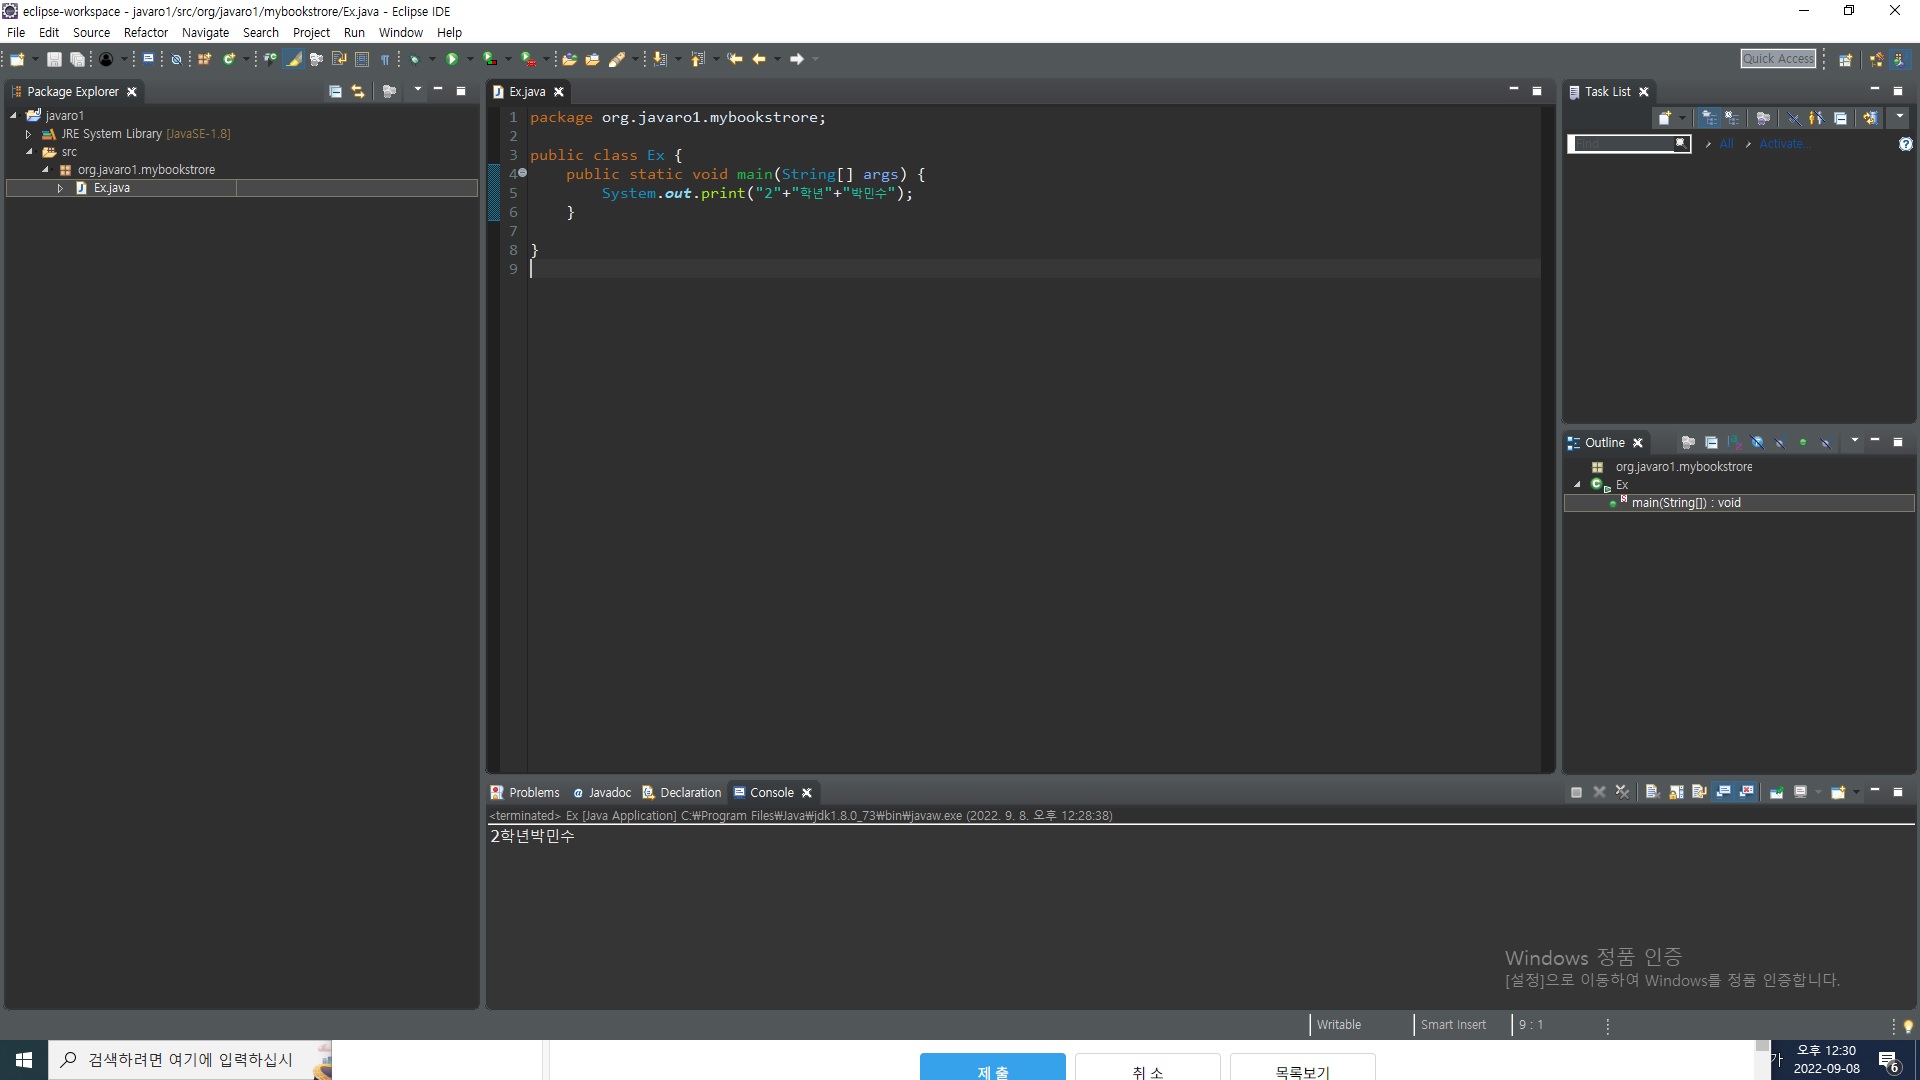 eclipse-workspace - javaro1/src/org/javaro1/mybookstrore/Ex.java - Eclipse IDE
File Edit Source Refactor Navigate Search Project Run Window Help
Quick Access
Package Explorer
javaro1
JRE System Library [JavaSE-1.8]
src
org.javaro1.mybookstrore
Ex.java
Ex.java
1 package org.javaro1.mybookstrore;
2
3 public class Ex {
4 public static void main(String[] args) {
5 System.out.print("2"+"학년"+"박민수");
6 }
7
8 }
9
Task List
Find
All
Activate...
Outline
org.javaro1.mybookstrore
Ex
main(String[]) : void
Problems
Javadoc
Declaration
Console
<terminated> Ex [Java Application] C:₩Program Files₩Java₩jdk1.8.0_73₩bin₩javaw.exe (2022. 9. 8. 오후 12:28:38)
2학년박민수
Windows 정품 인증
[설정]으로 이동하여 Windows를 정품 인증합니다.
Writable
Smart Insert
9 : 1
검색하려면 여기에 입력하십시
제 출
취 소
목록보기
가
오후 12:30
2022-09-08
6